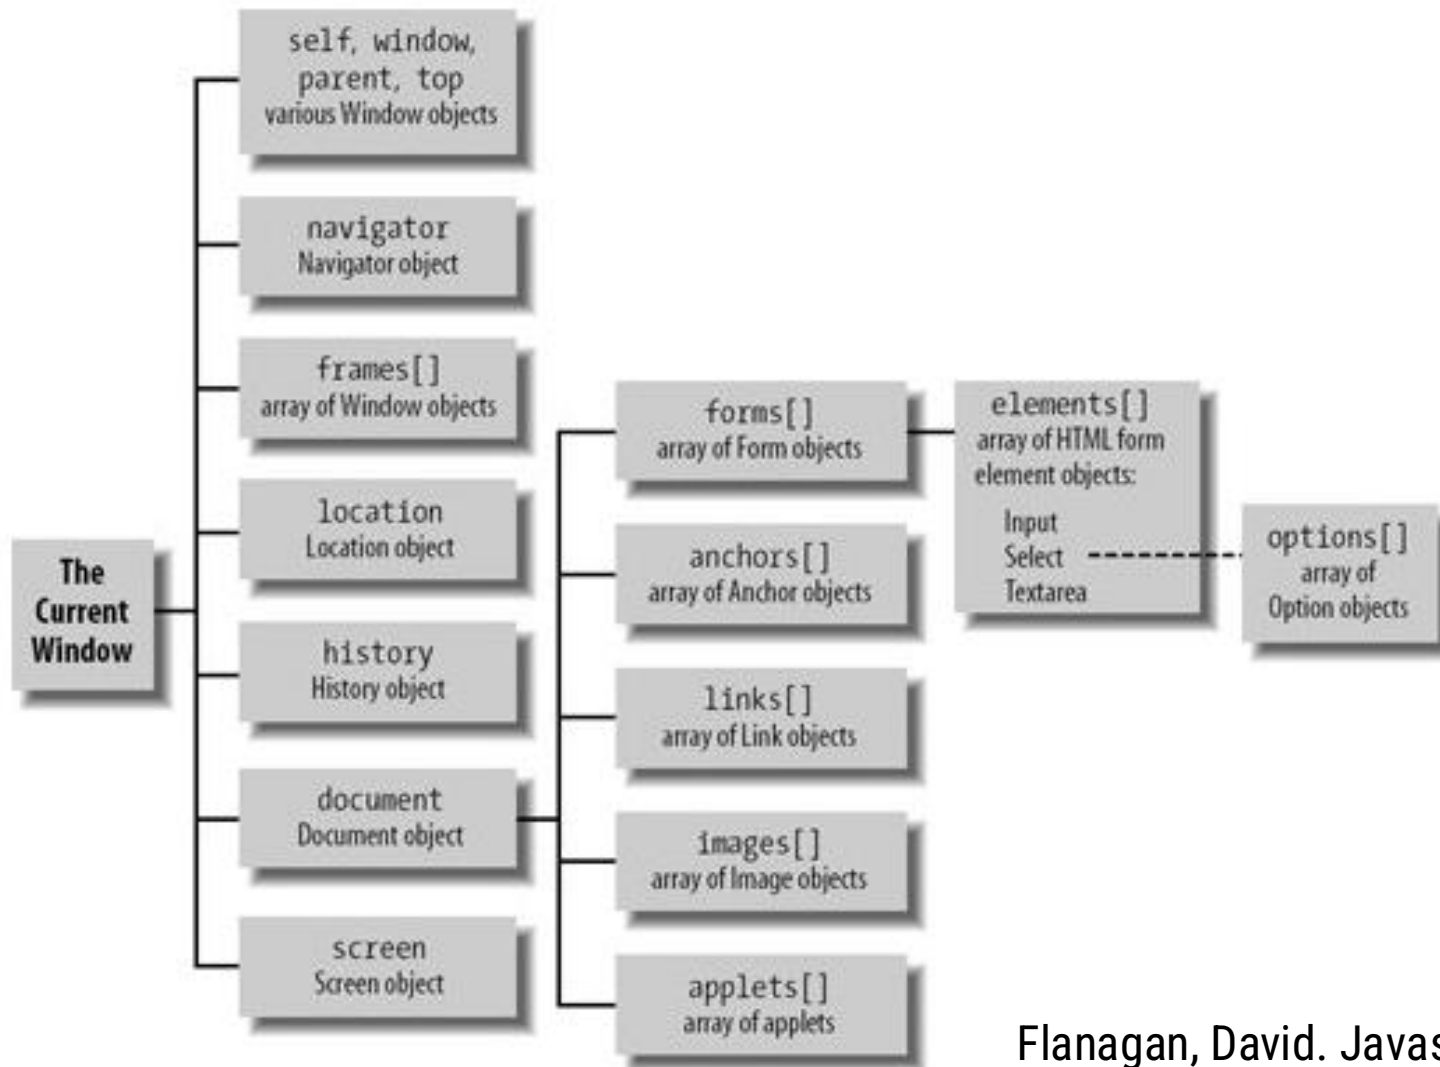 self, window,
parent, top
various Window objects
navigator
Navigator object
frames[]
array of Window objects
location
Location object
The
Current
Window
history
History object
document
Document object
screen
Screen object
forms[]
array of Form objects
anchors[]
array of Anchor objects
links[]
array of Link objects
images[]
array of Image objects
applets[]
array of applets
elements[]
array of HTML form
element objects:
Input
Select
Textarea
options[]
array of
Option objects
Flanagan, David. Javas